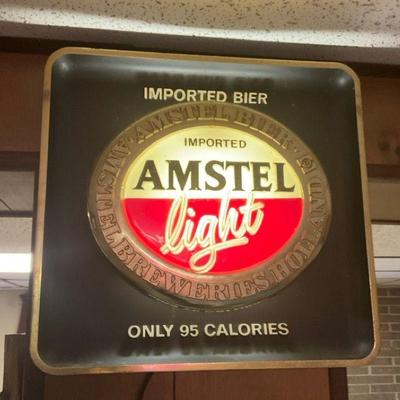 IMPORTED BIER
· AMSTEL BIER ·
IMPORTED
AMSTEL
light
AMSTEL BREWERIES HOLLAND
ONLY 95 CALORIES